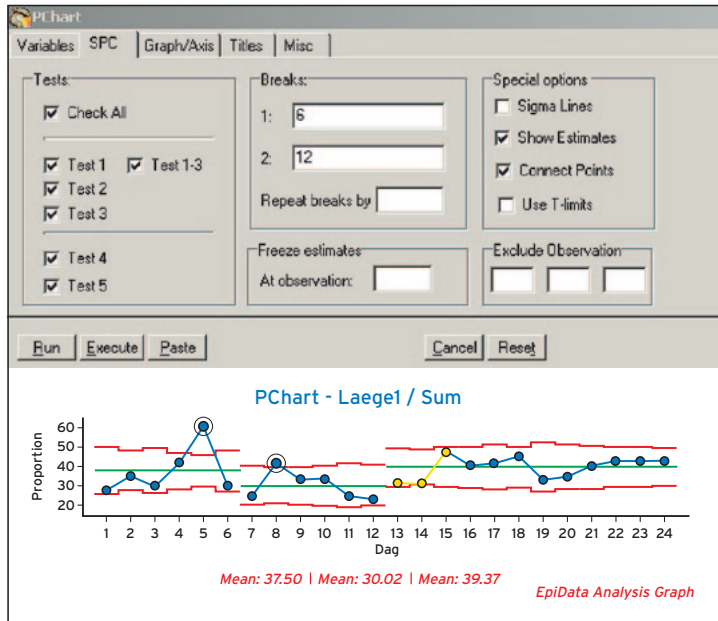 PChart
Variables SPC Graph/Axis Titles Misc
Tests:
Check All
Test 1 Test 1-3
Test 2
Test 3
Test 4
Test 5
Breaks:
1: 6
2: 12
Repeat breaks by
Freeze estimates
At observation:
Special options
Sigma Lines
Show Estimates
Connect Points
Use T-limits
Exclude Observation
Run Execute Paste Cancel Reset
PChart - Laege1 / Sum
Proportion
60
50
40
30
20
1 2 3 4 5 6 7 8 9 10 11 12 13 14 15 16 17 18 19 20 21 22 23 24
Dag
Mean: 37.50 | Mean: 30.02 | Mean: 39.37
EpiData Analysis Graph